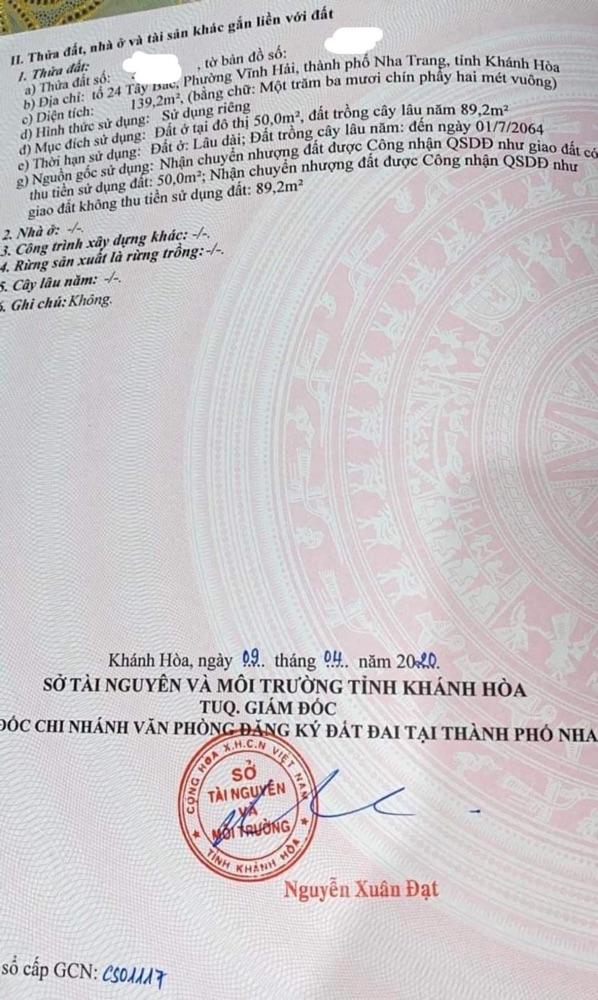 II. Thửa đất, nhà ở và tài sản khác gắn liền với đất
1. Thửa đất:
a) Thửa đất số: , tờ bản đồ số:
b) Địa chỉ: tổ 24 Tây Bắc, Phường Vĩnh Hải, thành phố Nha Trang, tỉnh Khánh Hòa
c) Diện tích: 139,2m², (bằng chữ: Một trăm ba mươi chín phẩy hai mét vuông)
d) Hình thức sử dụng: Sử dụng riêng
đ) Mục đích sử dụng: Đất ở tại đô thị 50,0m², đất trồng cây lâu năm 89,2m²
e) Thời hạn sử dụng: Đất ở: Lâu dài; Đất trồng cây lâu năm: đến ngày 01/7/2064
g) Nguồn gốc sử dụng: Nhận chuyển nhượng đất được Công nhận QSDĐ như giao đất có
thu tiền sử dụng đất: 50,0m²; Nhận chuyển nhượng đất được Công nhận QSDĐ như
giao đất không thu tiền sử dụng đất: 89,2m²
2. Nhà ở: -/-.
3. Công trình xây dựng khác: -/-.
4. Rừng sản xuất là rừng trồng: -/-.
5. Cây lâu năm: -/-.
6. Ghi chú: Không.
Khánh Hòa, ngày 09 tháng 04 năm 2020.
SỞ TÀI NGUYÊN VÀ MÔI TRƯỜNG TỈNH KHÁNH HÒA
TUQ. GIÁM ĐỐC
ĐỐC CHI NHÁNH VĂN PHÒNG ĐĂNG KÝ ĐẤT ĐAI TẠI THÀNH PHỐ NHA
CỘNG HÒA X.H.C.N VIỆT NAM
SỞ
TÀI NGUYÊN
VÀ
MÔI TRƯỜNG
TỈNH KHÁNH HÒA
Nguyễn Xuân Đạt
sổ cấp GCN: CS01117